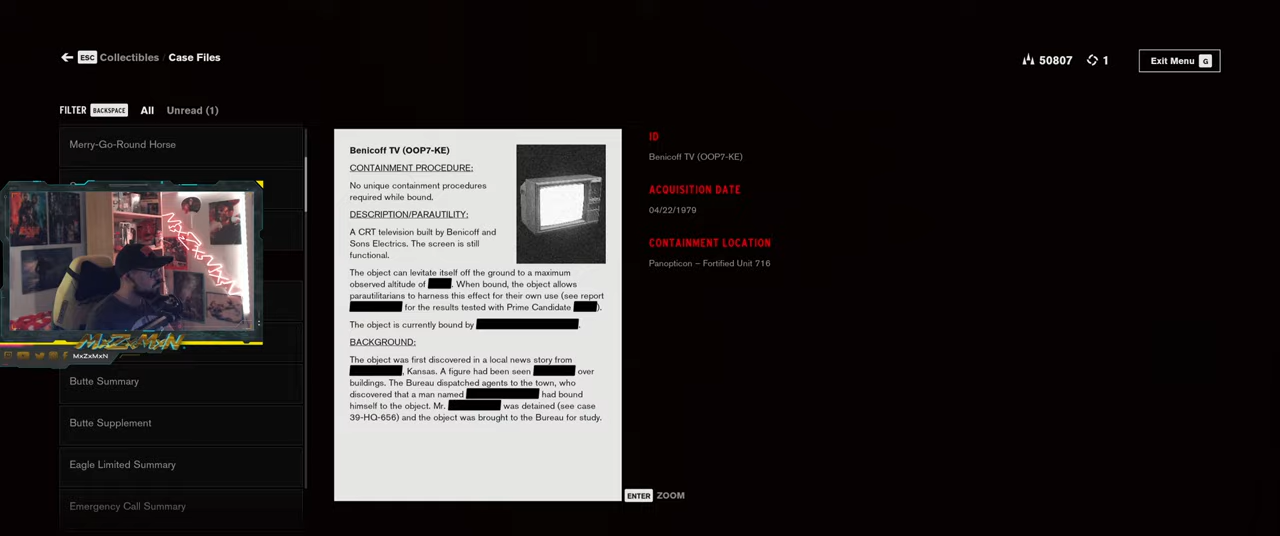 ESC Collectibles / Case Files
50807 1 Exit Menu G
FILTER BACKSPACE All Unread (1)
Merry-Go-Round Horse
Butte Summary
Butte Supplement
Eagle Limited Summary
Emergency Call Summary
MxZxMxN
MxZxMxN
Benicoff TV (OOP7-KE)
CONTAINMENT PROCEDURE:
No unique containment procedures
required while bound.
DESCRIPTION/PARAUTILITY:
A CRT television built by Benicoff and
Sons Electrics. The screen is still
functional.
The object can levitate itself off the ground to a maximum
observed altitude of . When bound, the object allows
parautilitarians to harness this effect for their own use (see report
for the results tested with Prime Candidate ).
The object is currently bound by .
BACKGROUND:
The object was first discovered in a local news story from
, Kansas. A figure had been seen over
buildings. The Bureau dispatched agents to the town, who
discovered that a man named had bound
himself to the object. Mr. was detained (see case
39-HQ-656) and the object was brought to the Bureau for study.
ENTER ZOOM
ID
Benicoff TV (OOP7-KE)
ACQUISITION DATE
04/22/1979
CONTAINMENT LOCATION
Panopticon – Fortified Unit 716